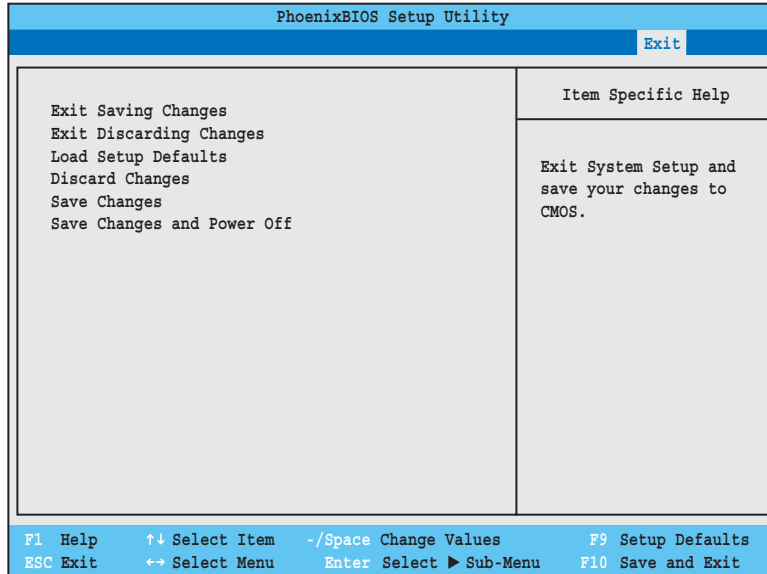 PhoenixBIOS Setup Utility
Exit
Exit Saving Changes
Exit Discarding Changes
Load Setup Defaults
Discard Changes
Save Changes
Save Changes and Power Off
Item Specific Help
Exit System Setup and
save your changes to
CMOS.
F1 Help ↑↓ Select Item -/Space Change Values F9 Setup Defaults
ESC Exit ←→ Select Menu Enter Select ▶ Sub-Menu F10 Save and Exit